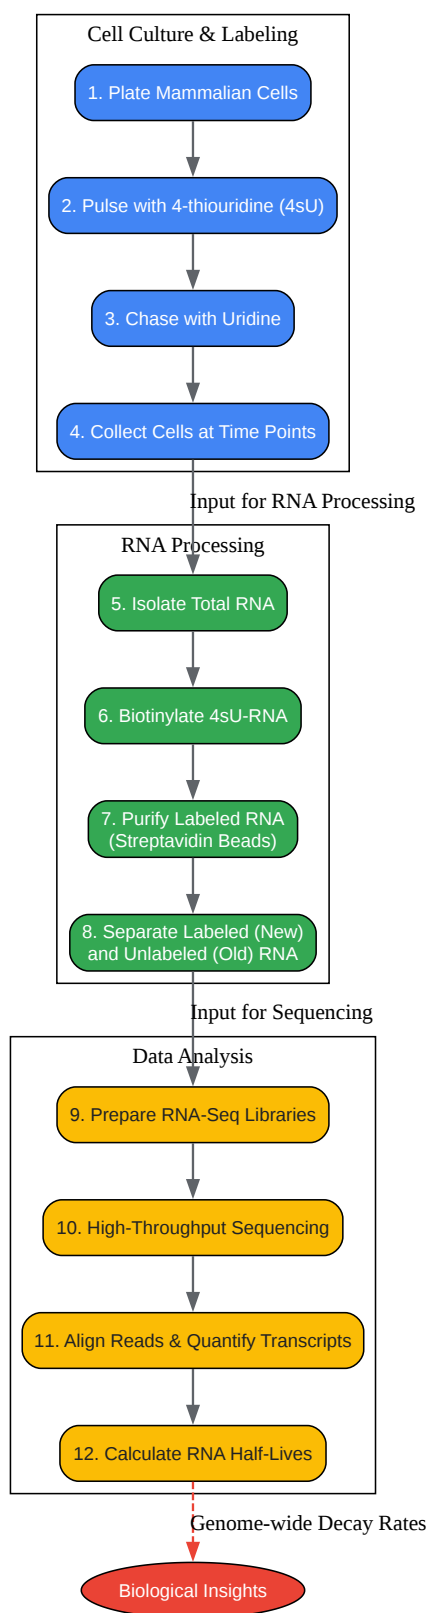 Cell Culture & Labeling
1. Plate Mammalian Cells
2. Pulse with 4-thiouridine (4sU)
3. Chase with Uridine
4. Collect Cells at Time Points
Input for RNA Processing
RNA Processing
5. Isolate Total RNA
6. Biotinylate 4sU-RNA
7. Purify Labeled RNA
(Streptavidin Beads)
8. Separate Labeled (New)
and Unlabeled (Old) RNA
Input for Sequencing
Data Analysis
9. Prepare RNA-Seq Libraries
10. High-Throughput Sequencing
11. Align Reads & Quantify Transcripts
12. Calculate RNA Half-Lives
Genome-wide Decay Rates
Biological Insights